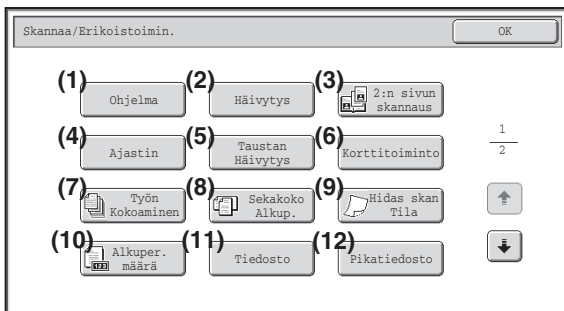 Skannaa/Erikoistoimin.
OK
(1)
Ohjelma
(2)
Häivytys
(3)
2:n sivun
skannaus
(4)
Ajastin
(5)
Taustan
Häivytys
(6)
Korttitoiminto
1
2
(7)
Työn
Kokoaminen
(8)
Sekakoko
Alkup.
(9)
Hidas skan
Tila
(10)
Alkuper.
määrä
123
(11)
Tiedosto
(12)
Pikatiedosto